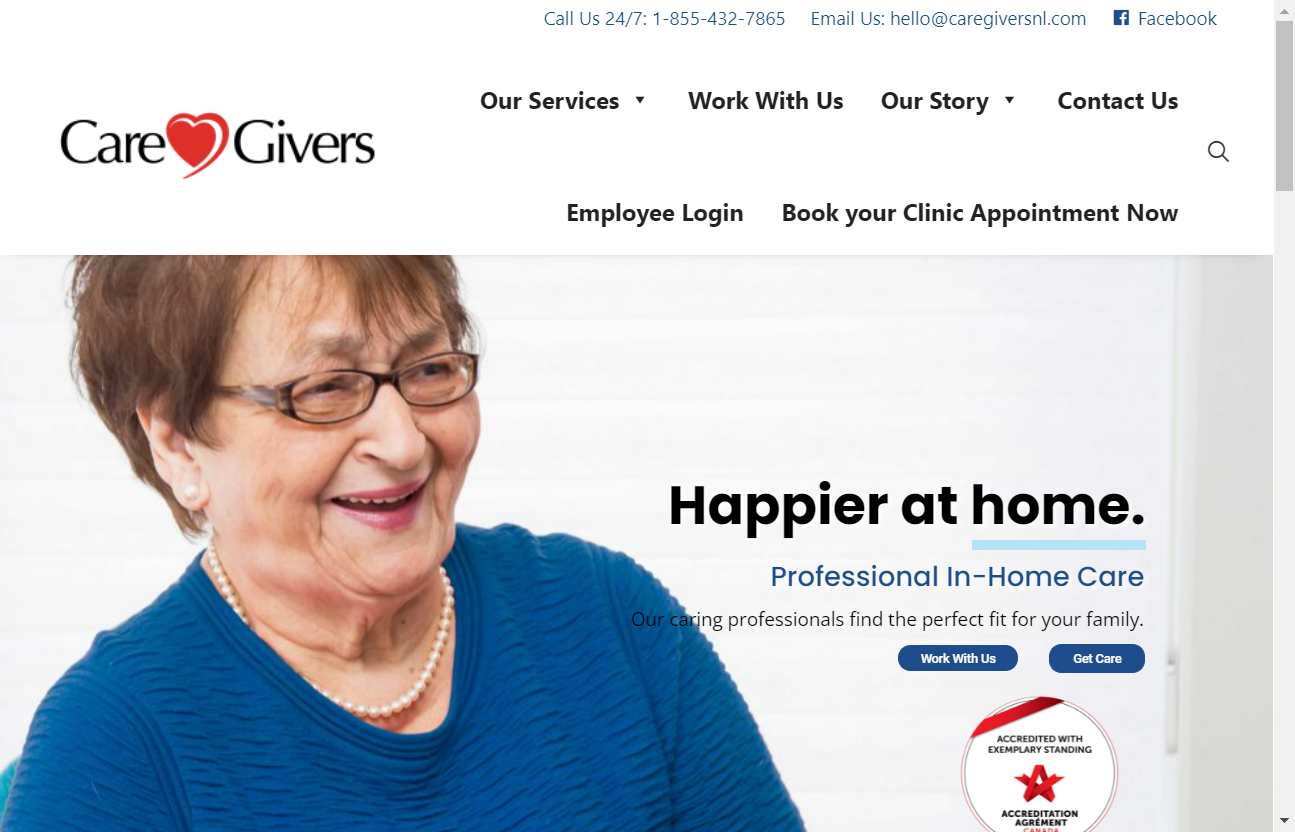 Call Us 24/7: 1-855-432-7865 Email Us: hello@caregiversnl.com Facebook
Our Services Work With Us Our Story Contact Us
Care Givers
Employee Login Book your Clinic Appointment Now
Happier at home.
Professional In-Home Care
Our caring professionals find the perfect fit for your family.
Work With Us Get Care
ACCREDITED WITH
EXEMPLARY STANDING
ACCREDITATION
AGRÉMENT
CANADA